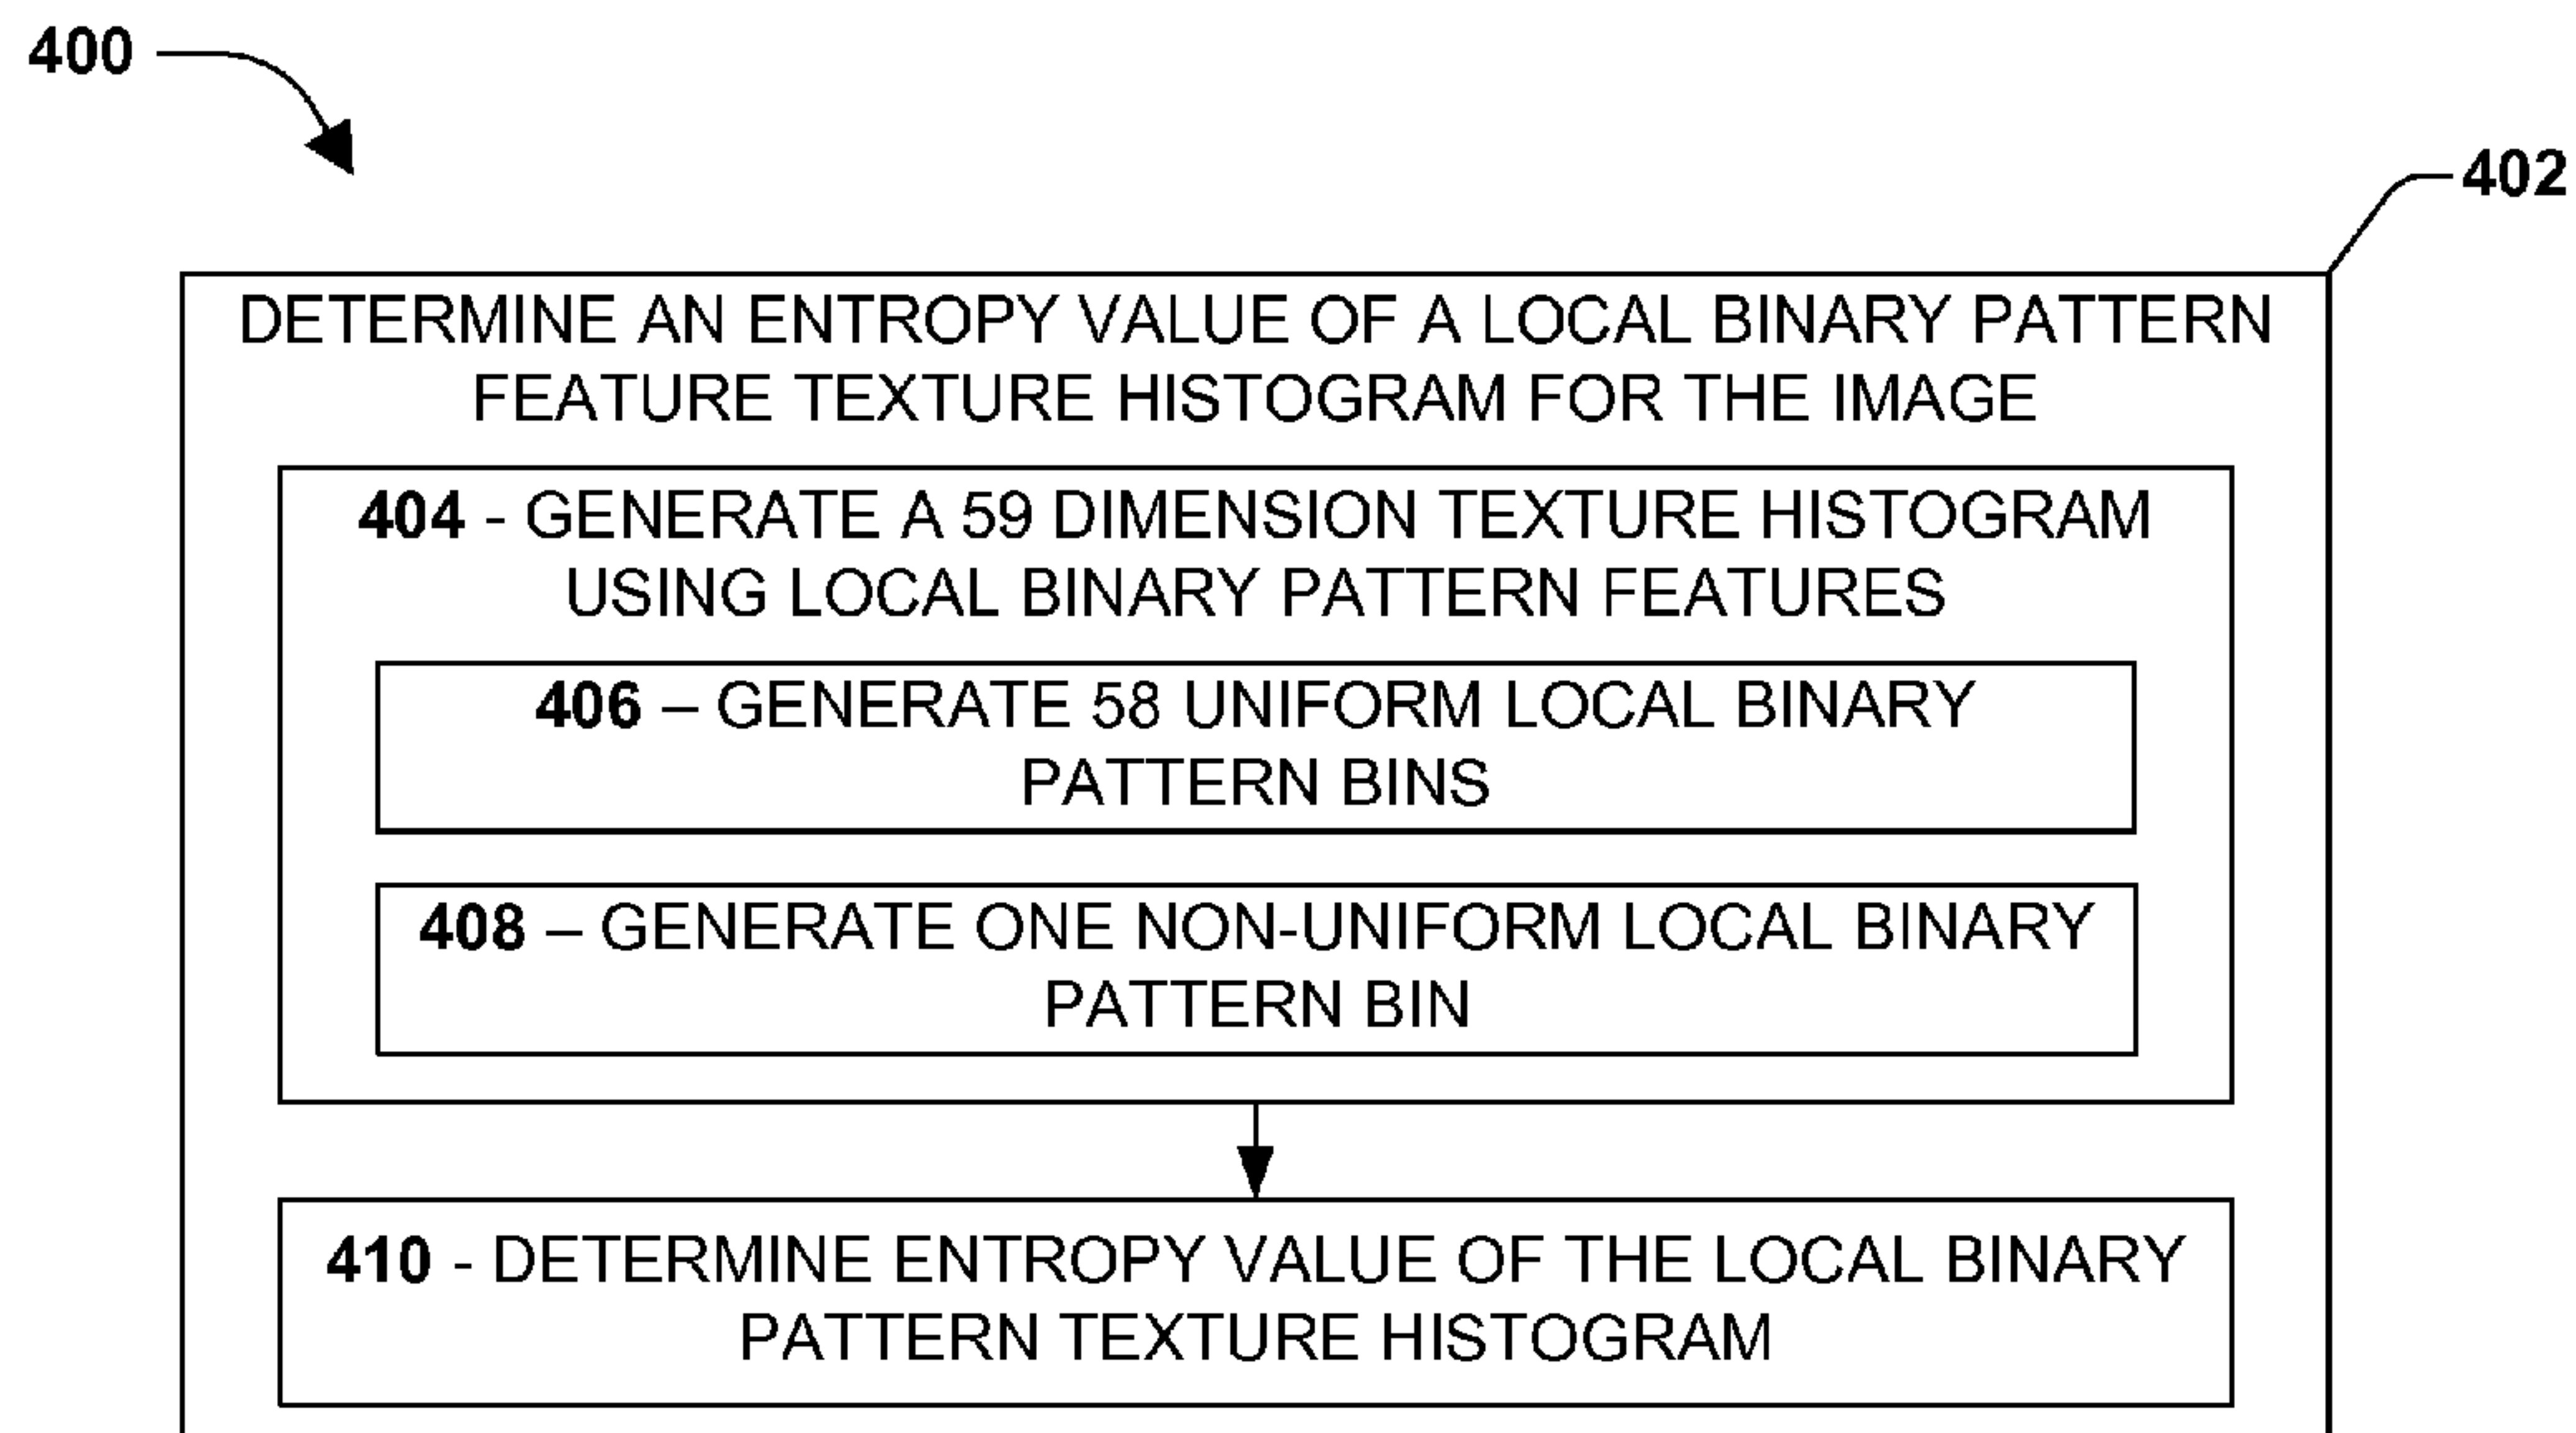 400
402
DETERMINE AN ENTROPY VALUE OF A LOCAL BINARY PATTERN
FEATURE TEXTURE HISTOGRAM FOR THE IMAGE
404 - GENERATE A 59 DIMENSION TEXTURE HISTOGRAM
USING LOCAL BINARY PATTERN FEATURES
406 – GENERATE 58 UNIFORM LOCAL BINARY
PATTERN BINS
408 – GENERATE ONE NON-UNIFORM LOCAL BINARY
PATTERN BIN
410 - DETERMINE ENTROPY VALUE OF THE LOCAL BINARY
PATTERN TEXTURE HISTOGRAM